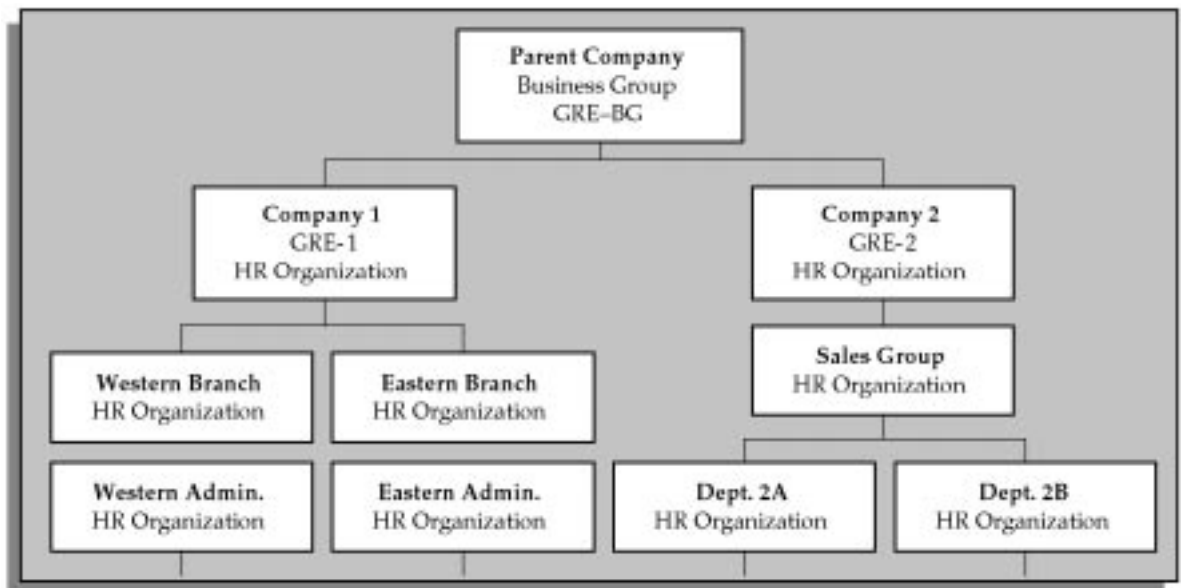 Parent Company
Business Group
GRE–BG
Company 1
GRE-1
HR Organization
Company 2
GRE-2
HR Organization
Western Branch
HR Organization
Eastern Branch
HR Organization
Sales Group
HR Organization
Western Admin.
HR Organization
Eastern Admin.
HR Organization
Dept. 2A
HR Organization
Dept. 2B
HR Organization